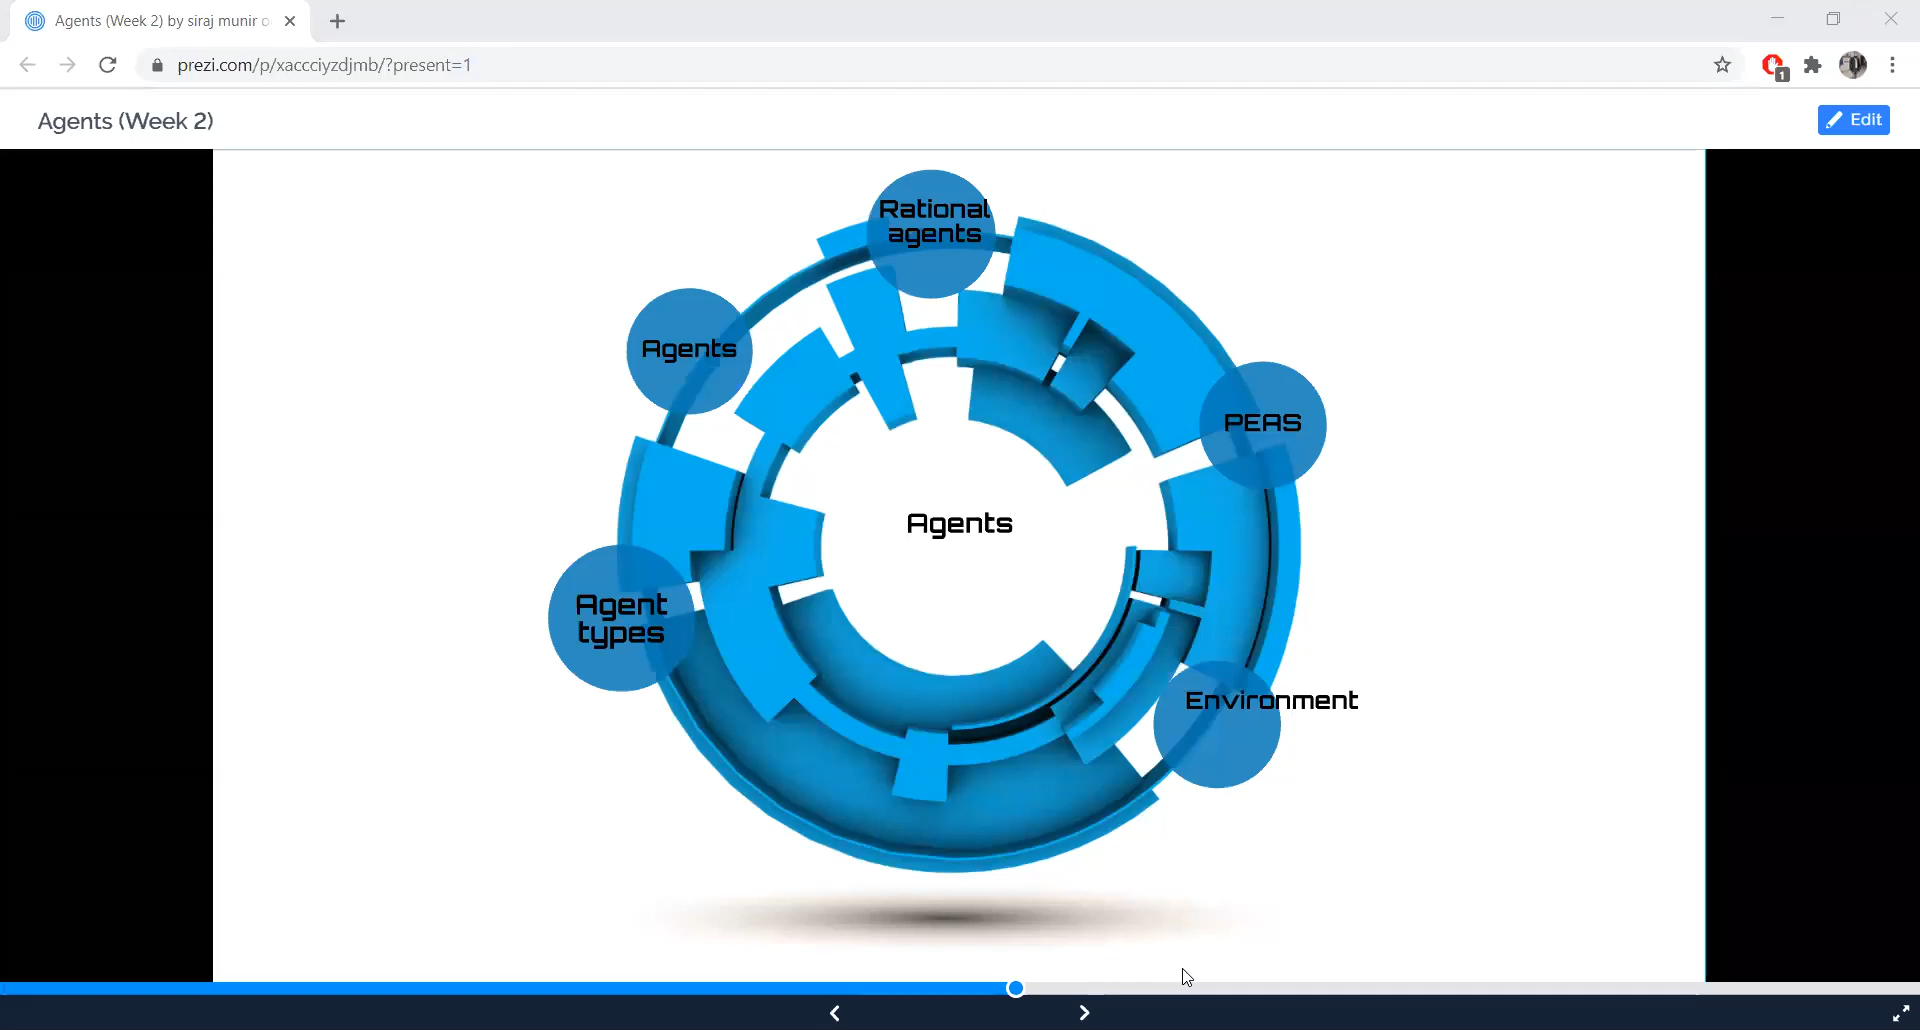 Agents (Week 2) by siraj munir o
prezi.com/p/xaccciyzdjmb/?present=1
1
Agents (Week 2)
Edit
Rational
agents
Agents
PEAS
Agents
Agent
types
Environment